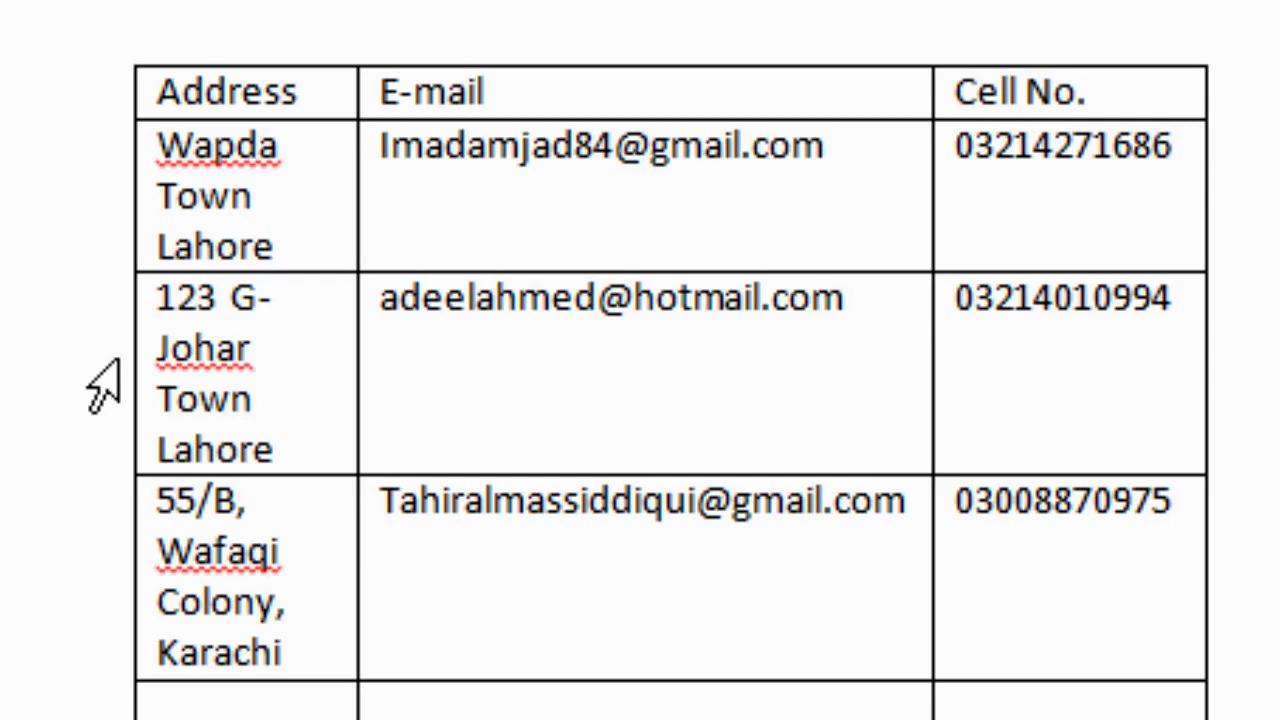 Address E-mail Cell No.
Wapda Imadamjad84@gmail.com 03214271686
Town
Lahore
123 G- adeelahmed@hotmail.com 03214010994
Johar
Town
Lahore
55/B, Tahiralmassiddiqui@gmail.com 03008870975
Wafaqi
Colony,
Karachi